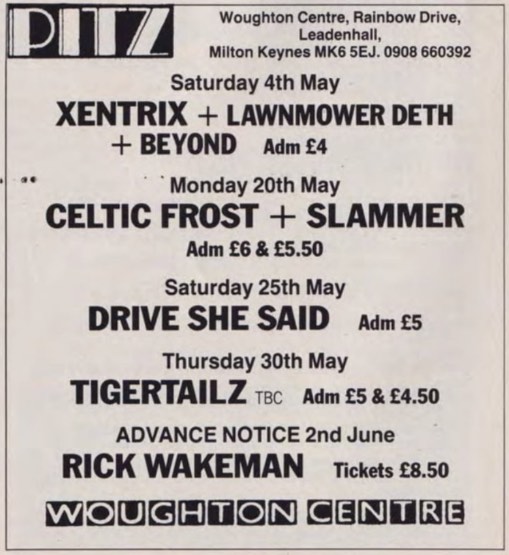 PITZ
Woughton Centre, Rainbow Drive,
Leadenhall,
Milton Keynes MK6 5EJ. 0908 660392
Saturday 4th May
XENTRIX + LAWNMOWER DETH
+ BEYOND Adm £4
Monday 20th May
CELTIC FROST + SLAMMER
Adm £6 & £5.50
Saturday 25th May
DRIVE SHE SAID Adm £5
Thursday 30th May
TIGERTAILZ TBC Adm £5 & £4.50
ADVANCE NOTICE 2nd June
RICK WAKEMAN Tickets £8.50
WOUGHTON CENTRE